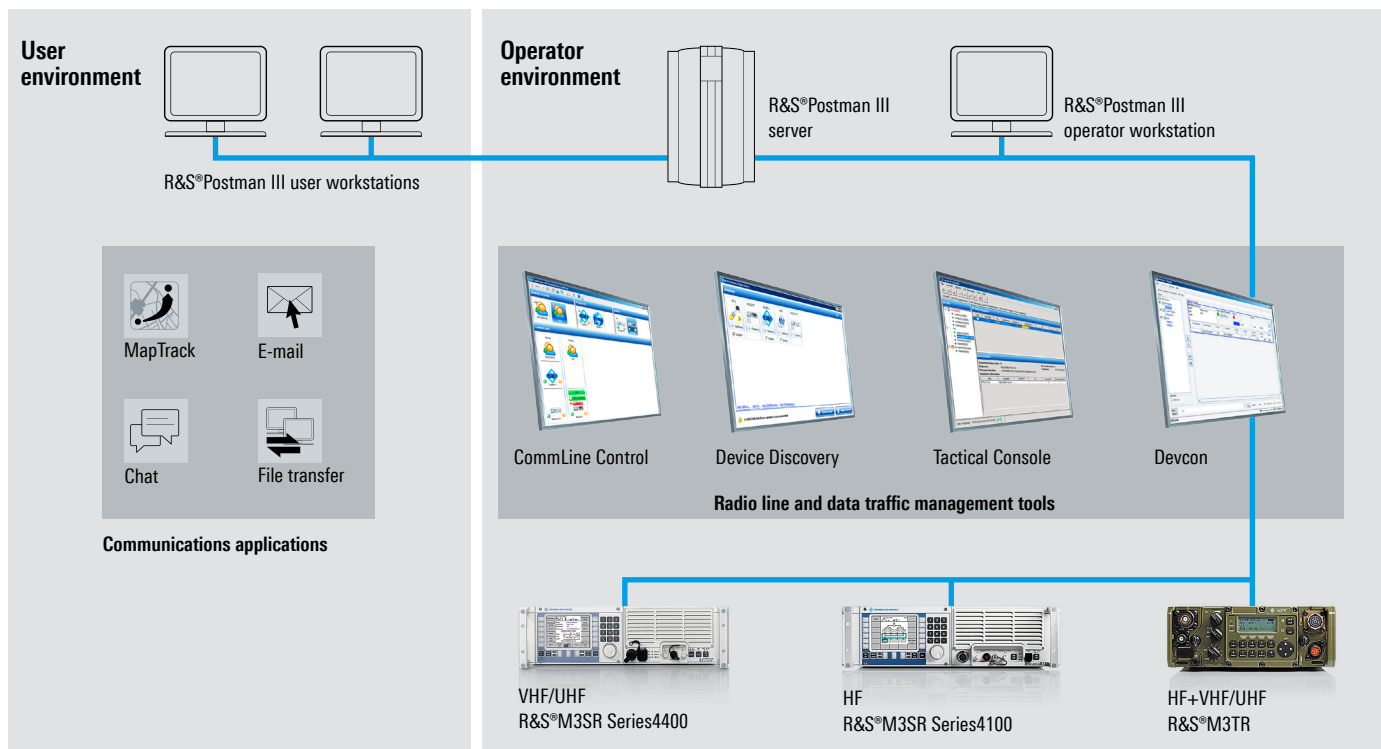 User
environment
R&S®Postman III user workstations
MapTrack
E-mail
Chat
File transfer
Communications applications
Operator
environment
R&S®Postman III
server
R&S®Postman III
operator workstation
CommLine Control
Device Discovery
Tactical Console
Devcon
Radio line and data traffic management tools
VHF/UHF
R&S®M3SR Series4400
HF
R&S®M3SR Series4100
HF+VHF/UHF
R&S®M3TR